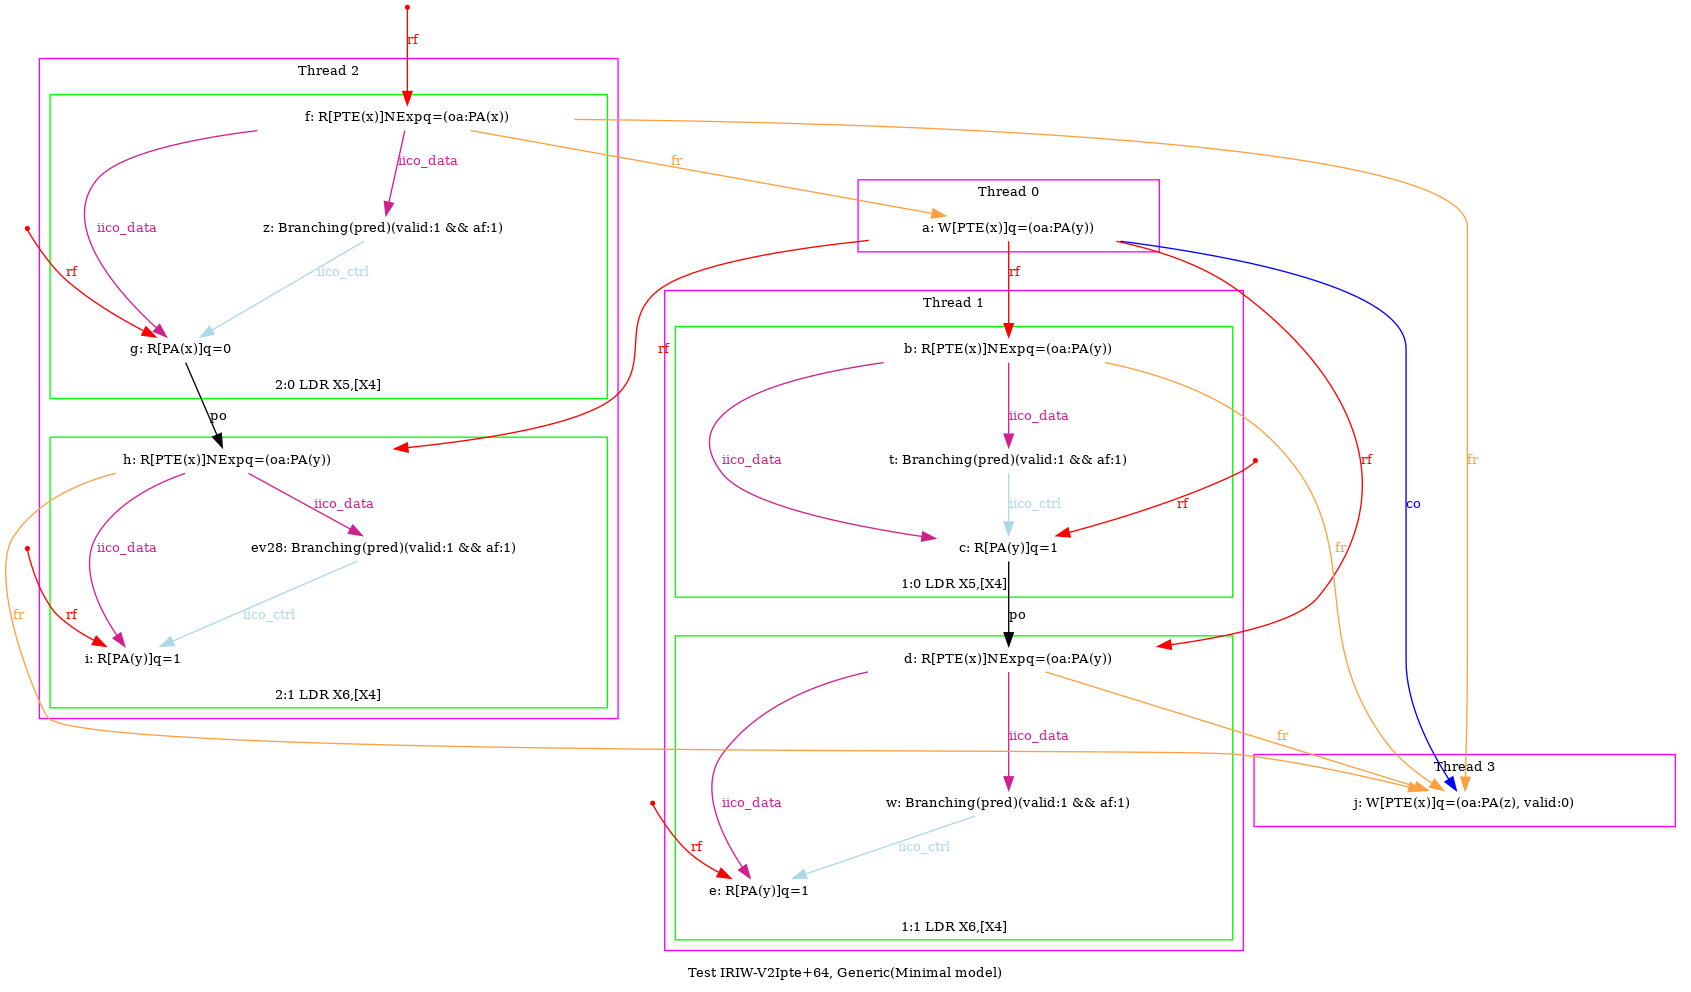 rf
Thread 2
f: R[PTE(x)]NExpq=(oa:PA(x))
iico_data
fr
Thread 0
iico_data
z: Branching(pred)(valid:1 && af:1)
a: W[PTE(x)]q=(oa:PA(y))
rf
iico_ctrl
rf
Thread 1
g: R[PA(x)]q=0
rf
b: R[PTE(x)]NExpq=(oa:PA(y))
2:0 LDR X5,[X4]
po
iico_data
h: R[PTE(x)]NExpq=(oa:PA(y))
iico_data
t: Branching(pred)(valid:1 && af:1)
rf
fr
iico_data
iico_ctrl
rf
co
iico_data
ev28: Branching(pred)(valid:1 && af:1)
c: R[PA(y)]q=1
fr
1:0 LDR X5,[X4]
fr
rf
iico_ctrl
po
i: R[PA(y)]q=1
d: R[PTE(x)]NExpq=(oa:PA(y))
2:1 LDR X6,[X4]
iico_data
fr
Thread 3
iico_data
w: Branching(pred)(valid:1 && af:1)
j: W[PTE(x)]q=(oa:PA(z), valid:0)
rf
iico_ctrl
e: R[PA(y)]q=1
1:1 LDR X6,[X4]
Test IRIW-V2Ipte+64, Generic(Minimal model)